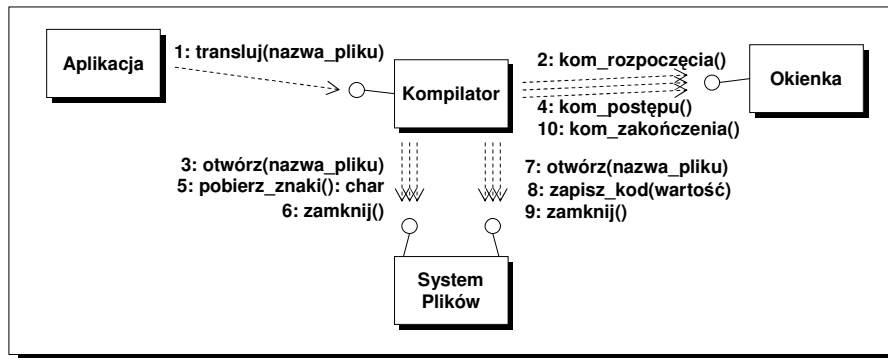 Aplikacja
1: transluj(nazwa_pliku)
Kompilator
2: kom_rozpoczęcia()
4: kom_postępu()
10: kom_zakończenia()
Okienka
3: otwórz(nazwa_pliku)
5: pobierz_znaki(): char
6: zamknij()
7: otwórz(nazwa_pliku)
8: zapisz_kod(wartość)
9: zamknij()
System
Plików